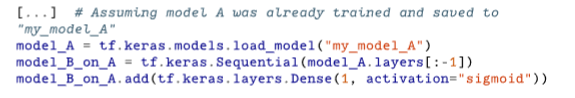 [...]  # Assuming model A was already trained and saved to
"my_model_A"
model_A = tf.keras.models.load_model("my_model_A")
model_B_on_A = tf.keras.Sequential(model_A.layers[:-1])
model_B_on_A.add(tf.keras.layers.Dense(1, activation="sigmoid"))